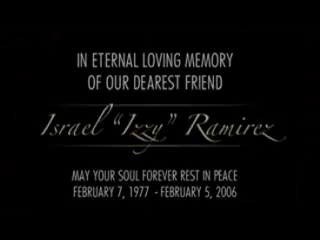 IN ETERNAL LOVING MEMORY
OF OUR DEAREST FRIEND
Israel "Izzy" Ramirez
MAY YOUR SOUL FOREVER REST IN PEACE
FEBRUARY 7, 1977 - FEBRUARY 5, 2006